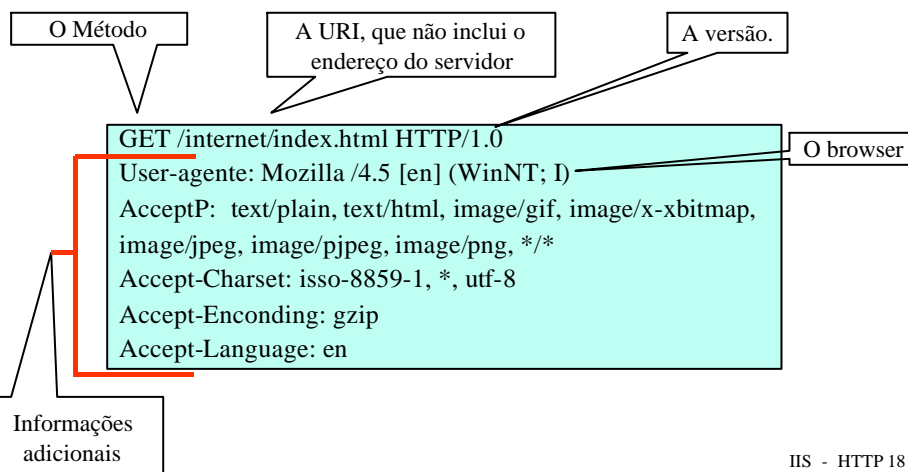 O Método
A URI, que não inclui o
endereço do servidor
A versão.
GET /internet/index.html HTTP/1.0
User-agente: Mozilla /4.5 [en] (WinNT; I)
O browser
AcceptP: text/plain, text/html, image/gif, image/x-xbitmap,
image/jpeg, image/pjpeg, image/png, */*
Accept-Charset: isso-8859-1, *, utf-8
Accept-Enconding: gzip
Accept-Language: en
Informações
adicionais
IIS - HTTP 18